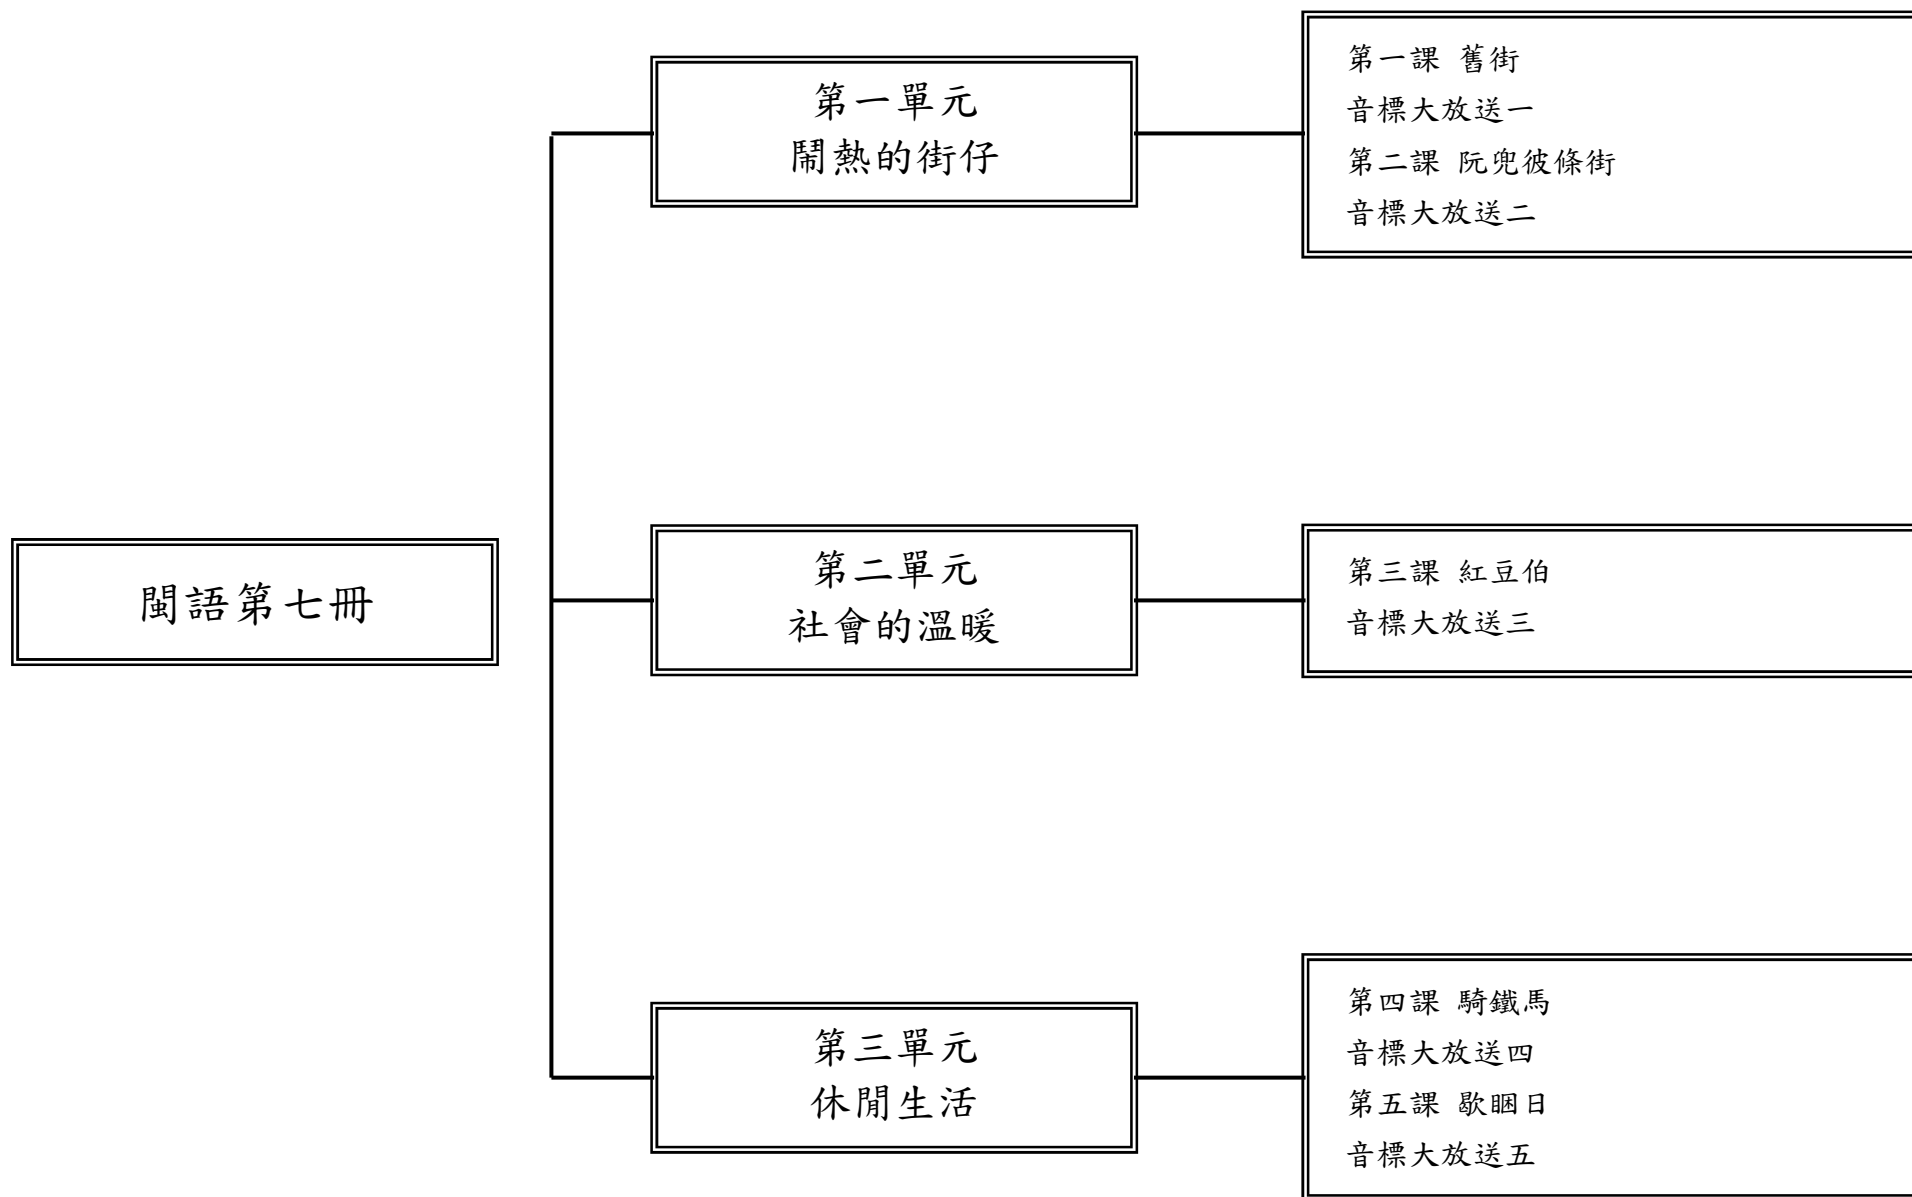 閩語第七冊
第一單元
鬧熱的街仔
第一課 舊街
音標大放送一
第二課 阮兜彼條街
音標大放送二
第二單元
社會的溫暖
第三課 紅豆伯
音標大放送三
第三單元
休閒生活
第四課 騎鐵馬
音標大放送四
第五課 歇睏日
音標大放送五